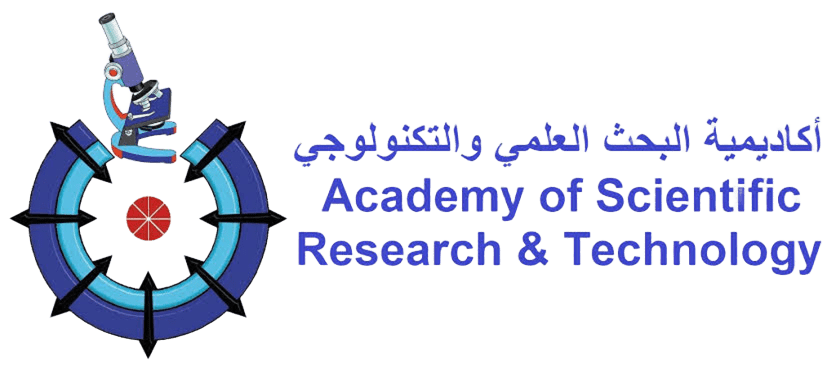 أكاديمية البحث العلمي والتكنولوجي
Academy of Scientific
Research & Technology